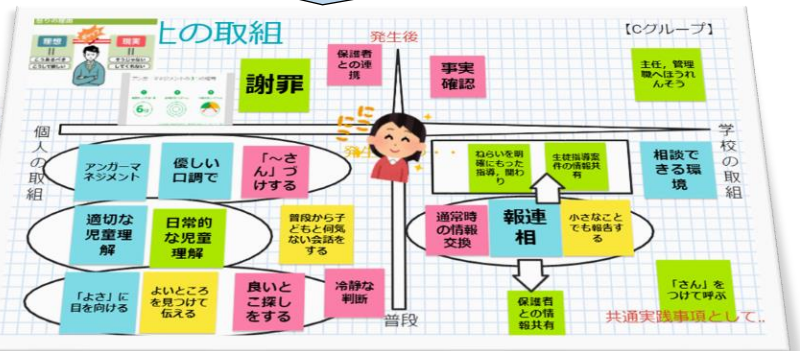 上の取組
発生後
【Cグループ】
理想
現実
謝罪
保護者
との連
携
事実
確認
主任，管理
職へほうれ
んそう
個人の取組
学校の取組
アンガーマ
ネジメント
優しい
口調で
「～さ
ん」づ
けする
にこ
にこ
ねらいを明
確にもった
指導，関わ
り
生徒指導案
件の情報共
有
相談で
きる環
境
適切な
児童理
解
日常的
な児童
理解
普段から子
どもと何気
ない会話を
する
通常時
の情報
交換
報連
相
小さなこと
でも報告す
る
「よさ」に
目を向ける
よいところ
を見つけて
伝える
良いと
こ探し
をする
冷静な
判断
普段
保護者
との情
報共有
「さん」を
つけて呼ぶ
共通実践事項として..